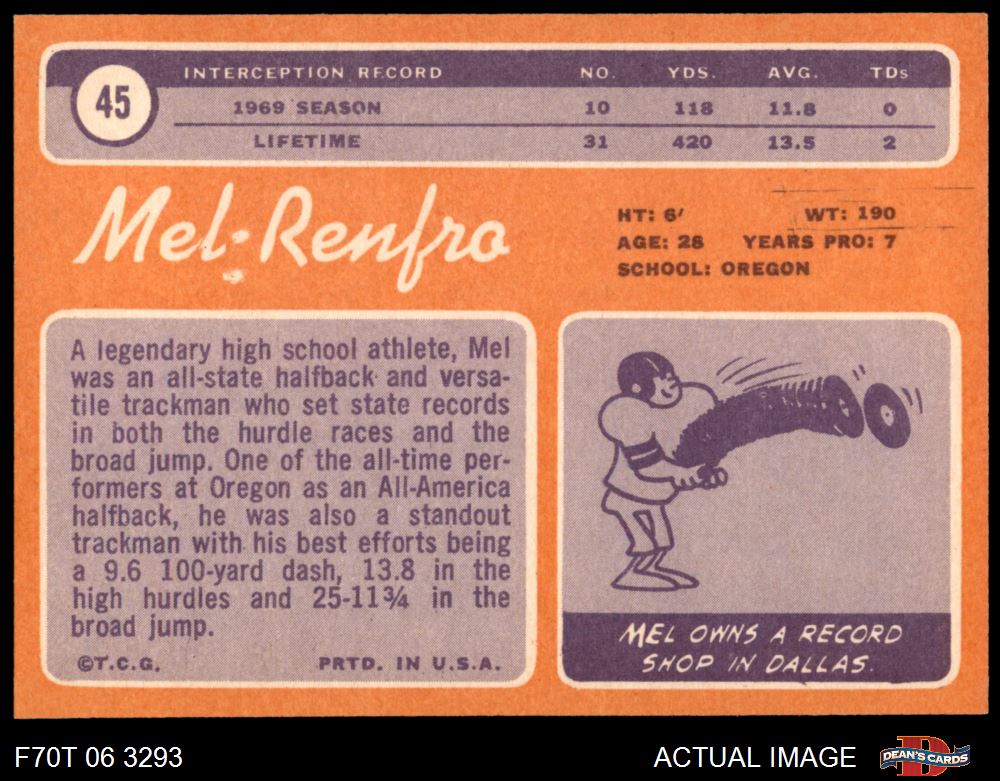 45
INTERCEPTION RECORD NO. YDS. AVG. TDs
1969 SEASON 10 118 11.8 0
LIFETIME 31 420 13.5 2
Mel Renfro
HT: 6' WT: 190
AGE: 28 YEARS PRO: 7
SCHOOL: OREGON
A legendary high school athlete, Mel
was an all-state halfback and versa-
tile trackman who set state records
in both the hurdle races and the
broad jump. One of the all-time per-
formers at Oregon as an All-America
halfback, he was also a standout
trackman with his best efforts being
a 9.6 100-yard dash, 13.8 in the
high hurdles and 25-11¾ in the
broad jump.
©T.C.G. PRTD. IN U.S.A.
MEL OWNS A RECORD
SHOP IN DALLAS.
F70T 06 3293 ACTUAL IMAGE
DEAN'S CARDS